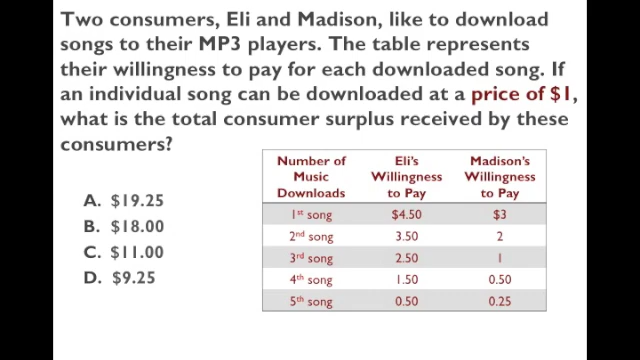 Two consumers, Eli and Madison, like to download
songs to their MP3 players. The table represents
their willingness to pay for each downloaded song. If
an individual song can be downloaded at a price of $1,
what is the total consumer surplus received by these
consumers?
A. $19.25
B. $18.00
C. $11.00
D. $9.25
Number of Music Downloads Eli's Willingness to Pay Madison's Willingness to Pay
1st song $4.50 $3
2nd song 3.50 2
3rd song 2.50 1
4th song 1.50 0.50
5th song 0.50 0.25